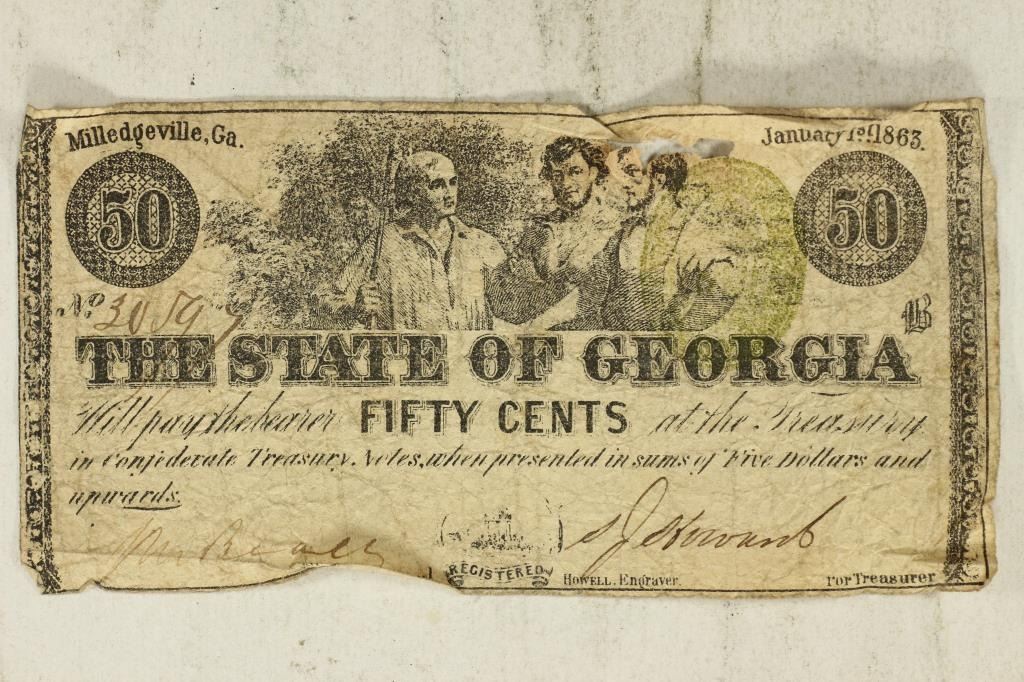 Milledgeville, Ga.
January 1st 1863.
50
50
No 30597
B
THE STATE OF GEORGIA
Will pay the bearer FIFTY CENTS at the Treasury
in Confederate Treasury Notes, when presented in sums of Five Dollars and
upwards.
REGISTERED
HOWELL. Engraver.
for Treasurer